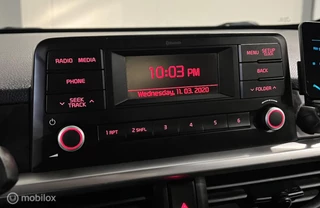 RADIO MEDIA
MENU SETUP
10:03 PM
PHONE
BACK
Wednesday, 11. 03. 2020
SEEK TRACK
FOLDER
1 RPT 2 SHFL 3 4 5 6
mobilox